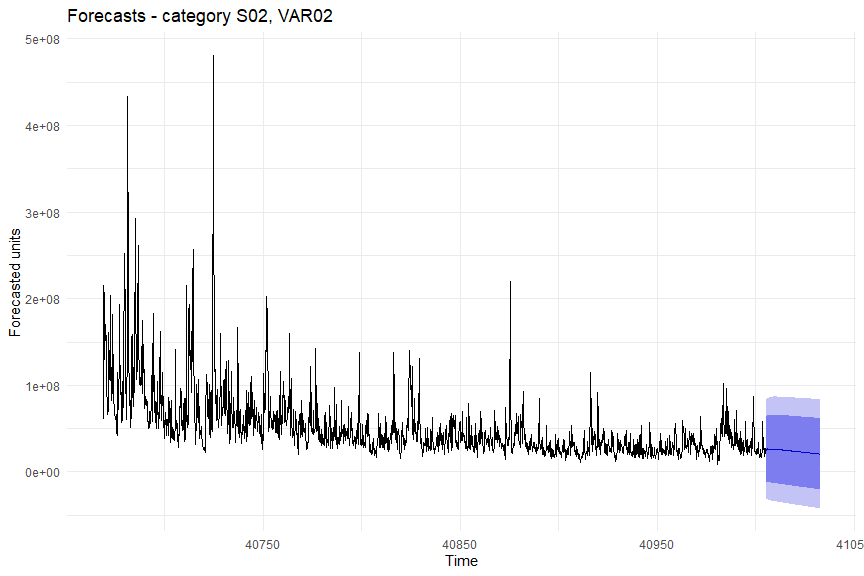 Forecasts - category S02, VAR02
Forecasted units
5e+08
4e+08
3e+08
2e+08
1e+08
0e+00
40750
40850
40950
4105
Time